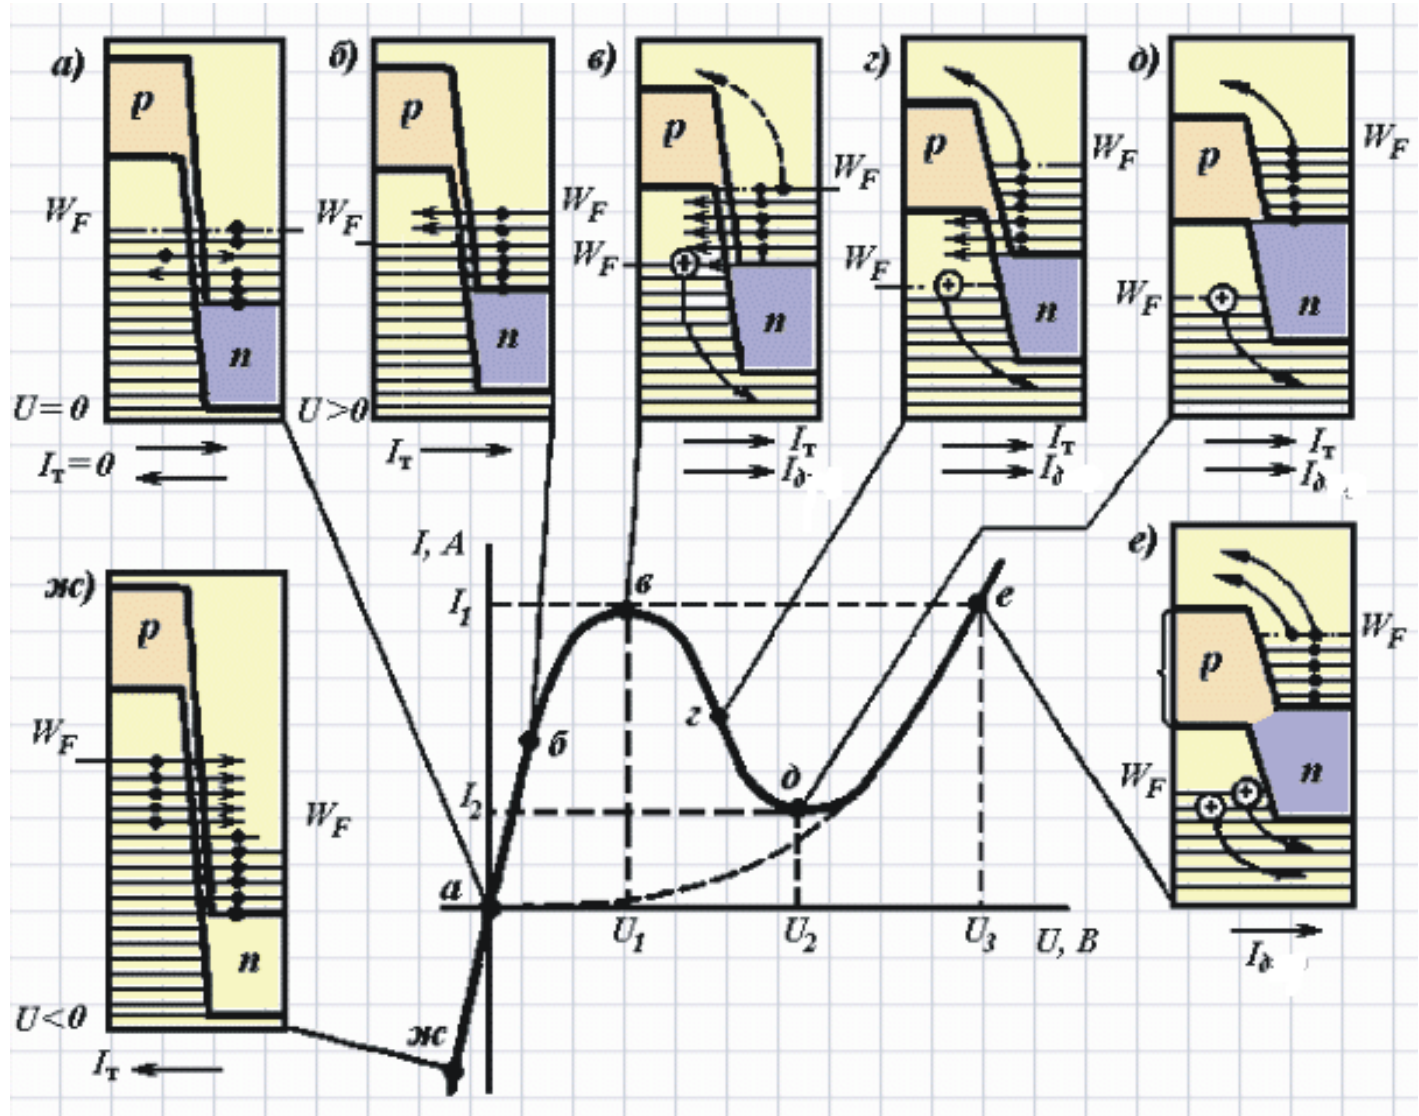 а)
p
W_F
n
U=0
I_т=0
б)
p
W_F
W_F
n
U>0
I_т
в)
p
W_F
W_F
n
I_т
I_д
г)
p
W_F
W_F
n
I_т
I_д
д)
p
W_F
W_F
n
I_т
I_д
е)
p
W_F
W_F
n
I_д
ж)
p
W_F
W_F
n
U<0
I_т
I, A
I_1
I_2
а
б
в
г
д
е
ж
U_1
U_2
U_3
U, B